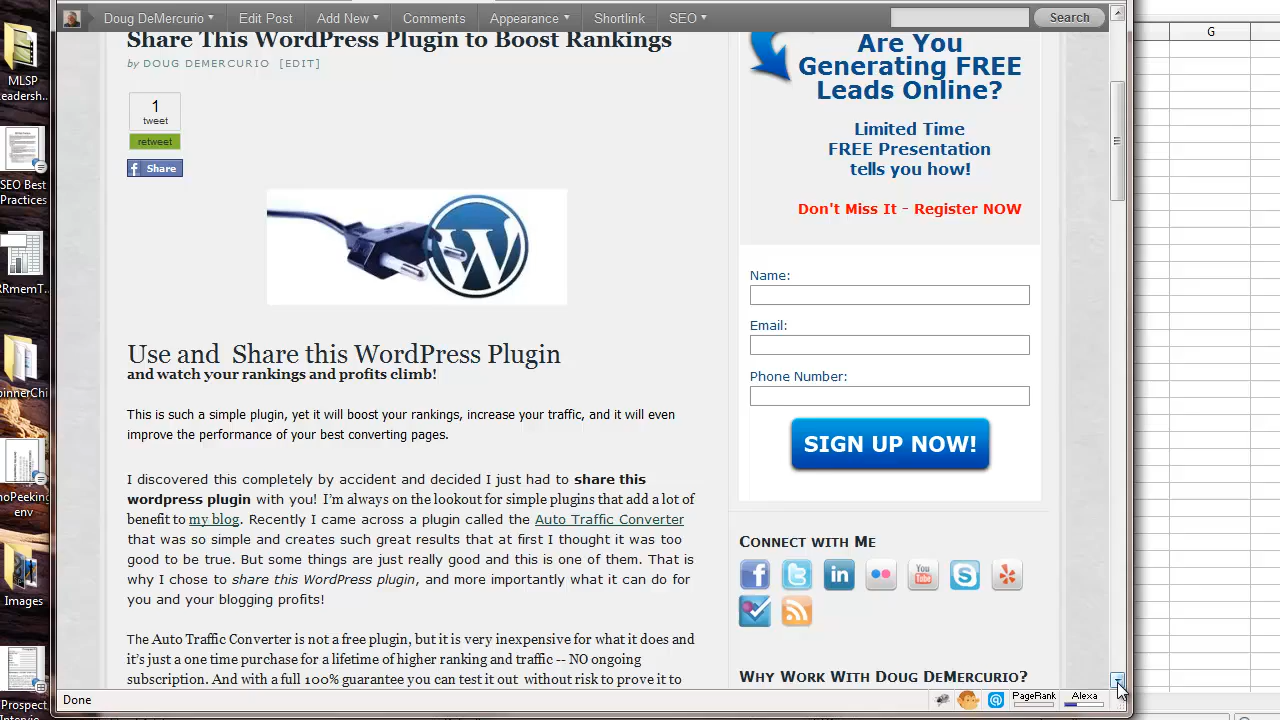 Doug DeMercurio
Edit Post
Add New
Comments
Appearance
Shortlink
SEO
Search
G
Share This WordPress Plugin to Boost Rankings
by DOUG DEMERCURIO [EDIT]
1
tweet
retweet
f Share
Use and Share this WordPress Plugin
and watch your rankings and profits climb!
This is such a simple plugin, yet it will boost your rankings, increase your traffic, and it will even
improve the performance of your best converting pages.
I discovered this completely by accident and decided I just had to share this
wordpress plugin with you! I'm always on the lookout for simple plugins that add a lot of
benefit to my blog. Recently I came across a plugin called the Auto Traffic Converter
that was so simple and creates such great results that at first I thought it was too
good to be true. But some things are just really good and this is one of them. That is
why I chose to share this WordPress plugin, and more importantly what it can do for
you and your blogging profits!
The Auto Traffic Converter is not a free plugin, but it is very inexpensive for what it does and
it's just a one time purchase for a lifetime of higher ranking and traffic -- NO ongoing
subscription. And with a full 100% guarantee you can test it out without risk to prove it to
Are You
Generating FREE
Leads Online?
Limited Time
FREE Presentation
tells you how!
Don't Miss It - Register NOW
Name:
Email:
Phone Number:
SIGN UP NOW!
Connect with Me
Why Work With Doug DeMercurio?
MLSP
eadersh..
SEO Best
Practices
RRmemT...
pinnerChi
noPeeking
env
Images
Prospect
Done
PageRank
Alexa